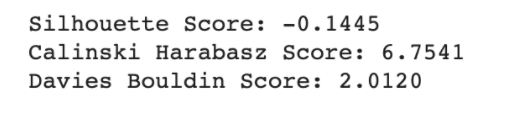 Silhouette Score: -0.1445
Calinski Harabasz Score: 6.7541
Davies Bouldin Score: 2.0120